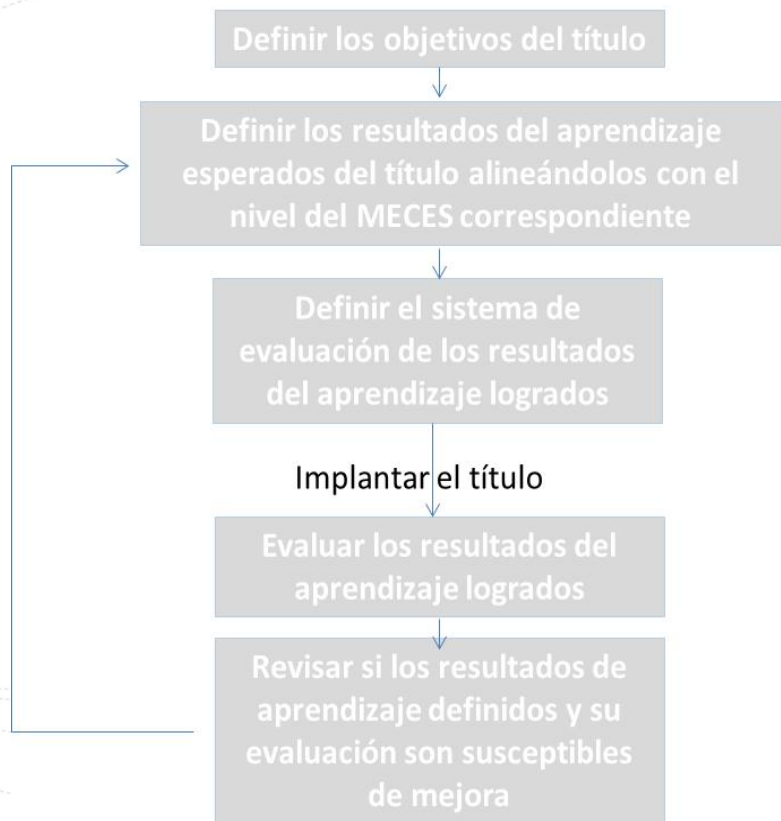 Definir los objetivos del título
Definir los resultados del aprendizaje
esperados del título alineándolos con el
nivel del MECES correspondiente
Definir el sistema de
evaluación de los resultados
del aprendizaje logrados
Implantar el título
Evaluar los resultados del
aprendizaje logrados
Revisar si los resultados de
aprendizaje definidos y su
evaluación son susceptibles
de mejora